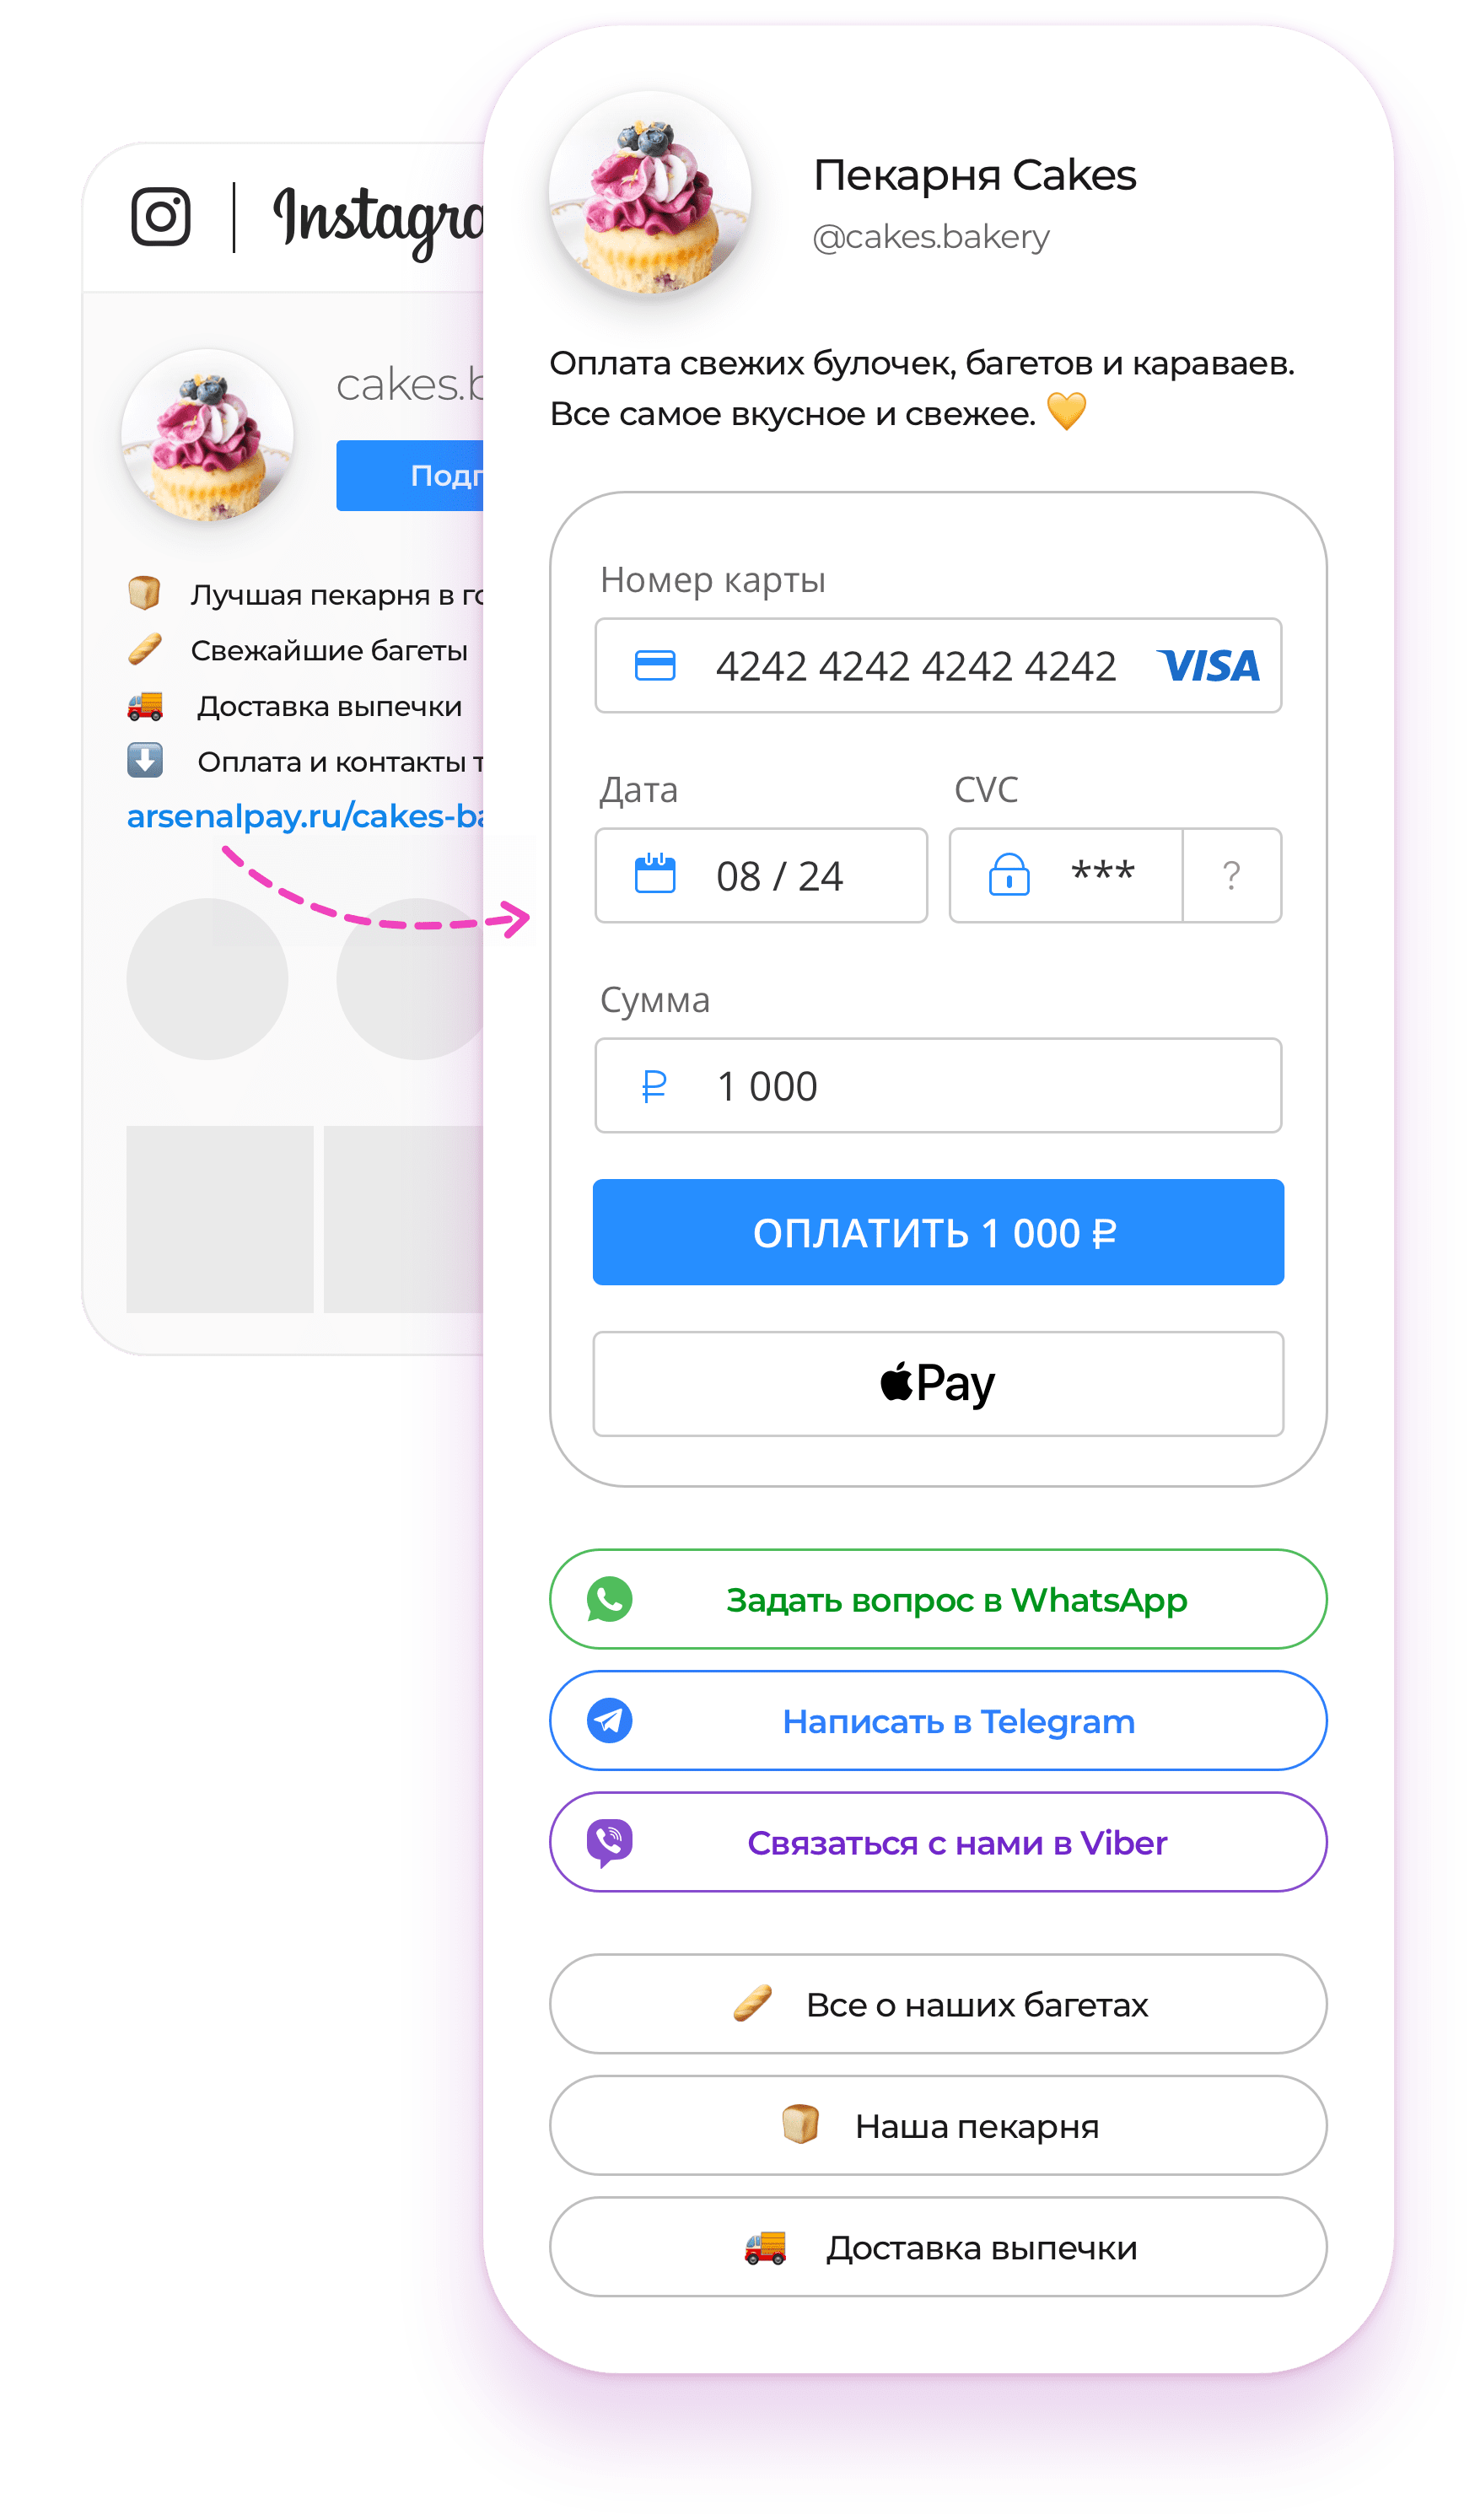 Instagra
cakes.b
Подп
Лучшая пекарня в го
Свежайшие багеты
Доставка выпечки
Оплата и контакты т
arsenalpay.ru/cakes-ba
Пекарня Cakes
@cakes.bakery
Оплата свежих булочек, багетов и караваев.
Все самое вкусное и свежее. 💛
Номер карты
4242 4242 4242 4242 VISA
Дата CVC
08 / 24 *** ?
Сумма
₽ 1 000
ОПЛАТИТЬ 1 000 ₽
Pay
Задать вопрос в WhatsApp
Написать в Telegram
Связаться с нами в Viber
Все о наших багетах
Наша пекарня
Доставка выпечки